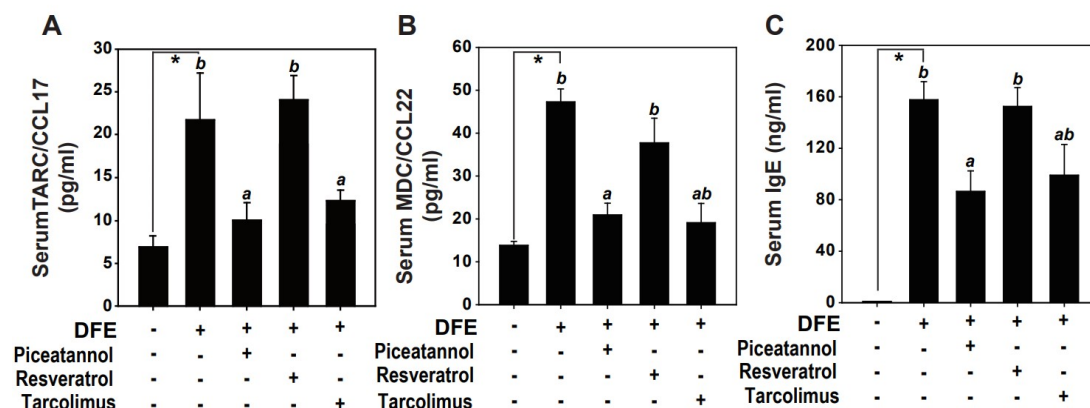 A
SerumTARC/CCL17
(pg/ml)
30
25
20
15
10
5
0
*
b
a
b
a
DFE - + + + +
Piceatannol - - + - -
Resveratrol - - - + -
Tarcolimus - - - - +
B
Serum MDC/CCL22
(pg/ml)
60
50
40
30
20
10
0
*
b
a
b
ab
DFE - + + + +
Piceatannol - - + - -
Resveratrol - - - + -
Tarcolimus - - - - +
C
Serum IgE (ng/ml)
200
160
120
80
40
0
*
b
a
b
ab
DFE - + + + +
Piceatannol - - + - -
Resveratrol - - - + -
Tarcolimus - - - - +